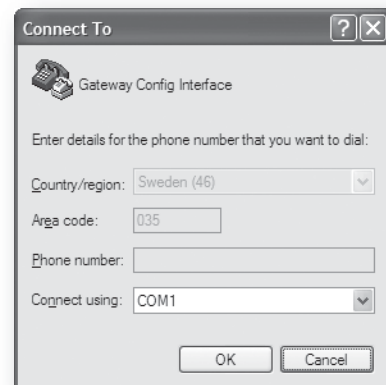 Connect To
Gateway Config Interface
Enter details for the phone number that you want to dial:
Country/region: Sweden (46)
Area code: 035
Phone number:
Connect using: COM1
OK Cancel